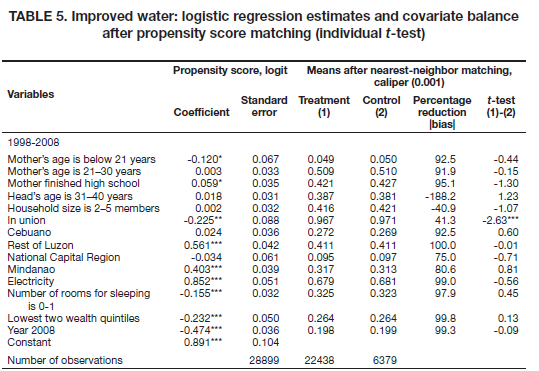 TABLE 5. Improved water: logistic regression estimates and covariate balance
after propensity score matching (individual t-test)
Variables
Propensity score, logit
Means after nearest-neighbor matching, caliper (0.001)
Coefficient Standard error Treatment (1) Control (2) Percentage reduction |bias| t-test (1)-(2)
1998-2008
Mother's age is below 21 years -0.120* 0.067 0.049 0.050 92.5 -0.44
Mother's age is 21–30 years 0.003 0.033 0.509 0.510 91.9 -0.15
Mother finished high school 0.059* 0.035 0.421 0.427 95.1 -1.30
Head's age is 31–40 years 0.018 0.031 0.387 0.381 -188.2 1.23
Household size is 2–5 members 0.002 0.032 0.416 0.421 -40.9 -1.07
In union -0.225** 0.088 0.967 0.971 41.3 -2.63***
Cebuano 0.024 0.036 0.272 0.269 92.5 0.60
Rest of Luzon 0.561*** 0.042 0.411 0.411 100.0 -0.01
National Capital Region -0.034 0.061 0.095 0.097 75.0 -0.71
Mindanao 0.403*** 0.039 0.317 0.313 80.6 0.81
Electricity 0.852*** 0.051 0.679 0.681 99.0 -0.56
Number of rooms for sleeping -0.155*** 0.032 0.325 0.323 97.9 0.45
is 0-1
Lowest two wealth quintiles -0.232*** 0.050 0.264 0.264 99.8 0.13
Year 2008 -0.474*** 0.036 0.198 0.199 99.3 -0.09
Constant 0.891*** 0.104
Number of observations 28899 22438 6379